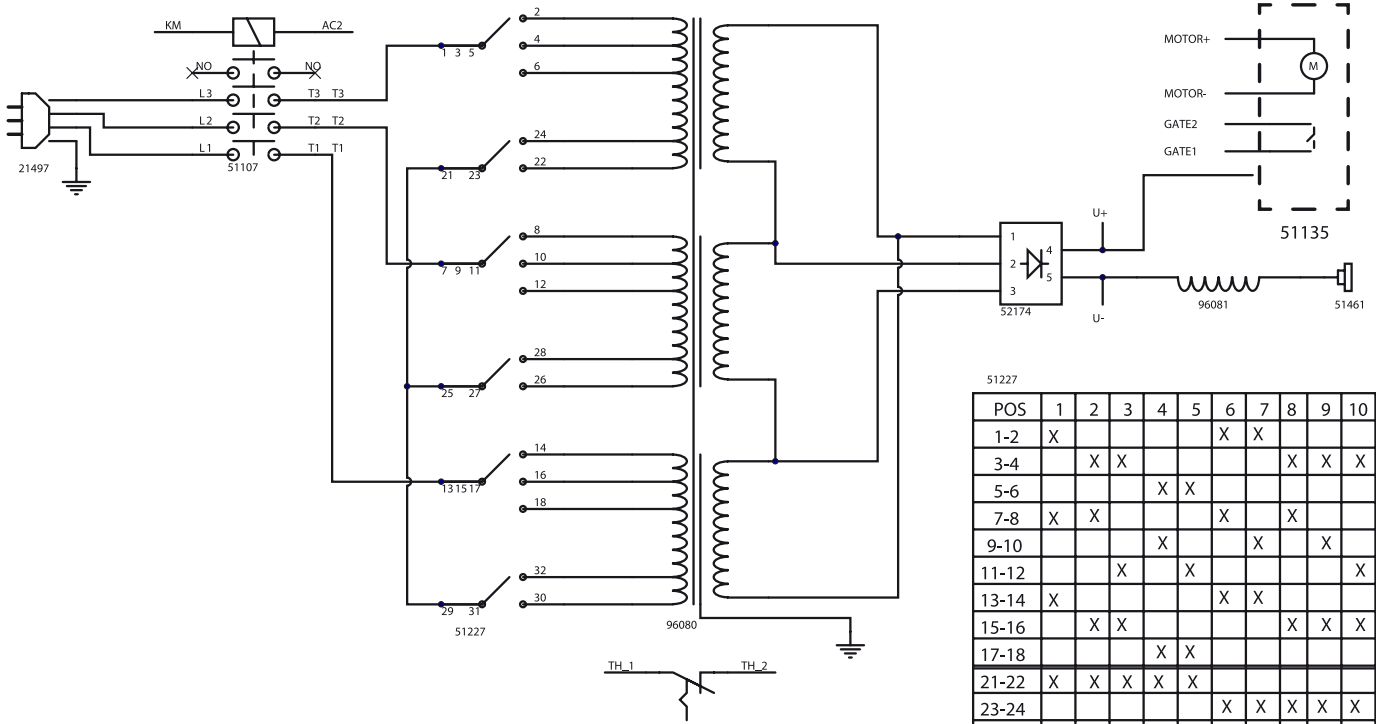 KM AC2
NO NO
L3 T3 T3
L2 T2 T2
L1 T1 T1
21497
51107
2
1 3 5
4
6
24
21 23
22
8
7 9 11
10
12
28
25 27
26
14
13 15 17
16
18
32
29 31
30
51227
96080
TH_1 TH_2
1
2
3
4
5
52174
U+
U-
MOTOR+
M
MOTOR-
GATE2
GATE1
51135
96081
51461
51227
POS 1 2 3 4 5 6 7 8 9 10
1-2 X X X
3-4 X X X X X
5-6 X X
7-8 X X X X
9-10 X X X
11-12 X X X
13-14 X X X
15-16 X X X X X
17-18 X X
21-22 X X X X X
23-24 X X X X X